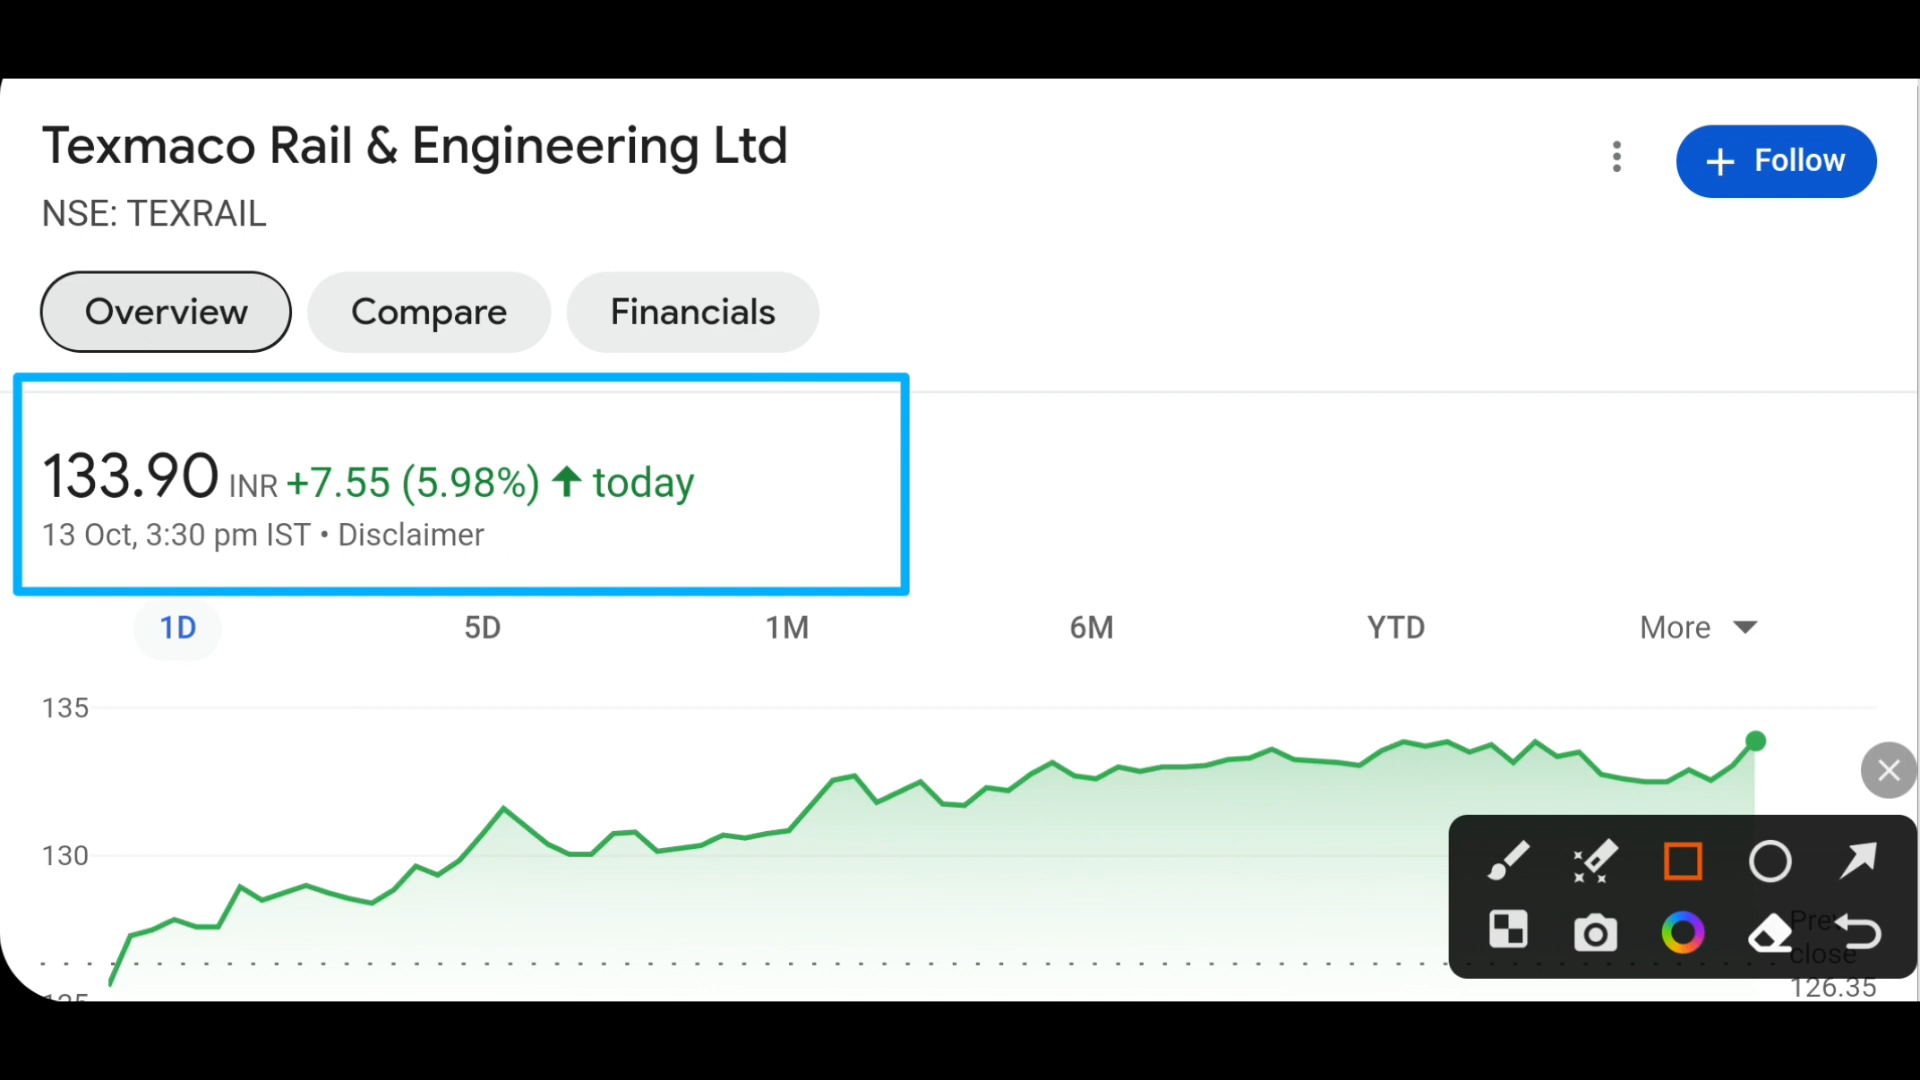 Texmaco Rail & Engineering Ltd
+ Follow
NSE: TEXRAIL
Overview Compare Financials
133.90 INR +7.55 (5.98%) ↑ today
13 Oct, 3:30 pm IST • Disclaimer
1D 5D 1M 6M YTD More
135
130
Prev
close
126.35